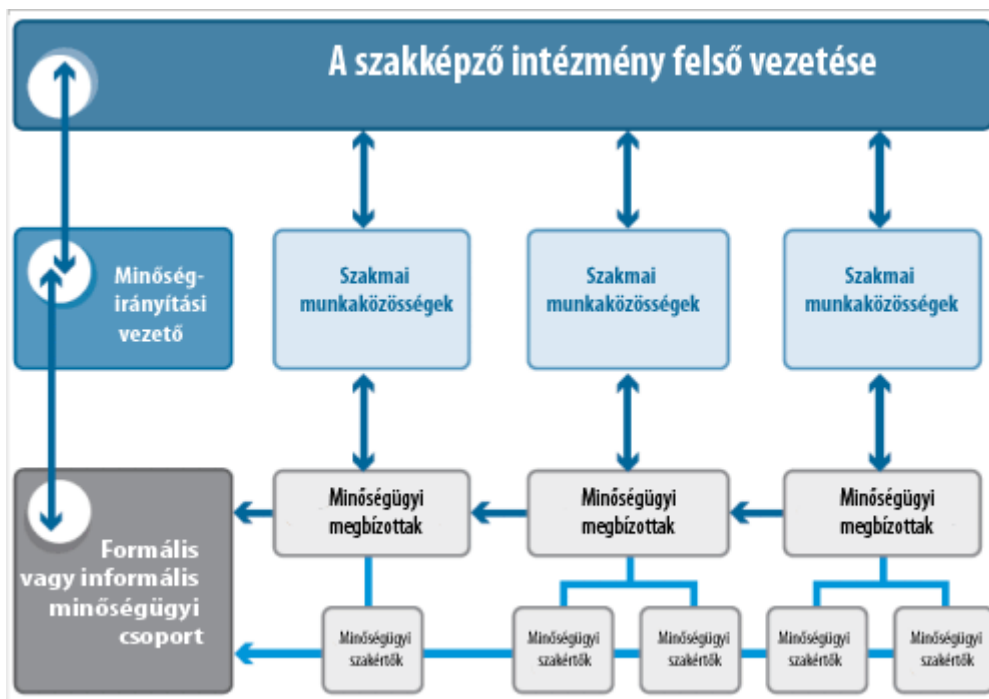 A szakképző intézmény felső vezetése
Minőség-
irányítási
vezető
Szakmai
munkaközösségek
Szakmai
munkaközösségek
Szakmai
munkaközösségek
Formális
vagy informális
minőségügyi
csoport
Minőségügyi
megbízottak
Minőségügyi
megbízottak
Minőségügyi
megbízottak
Minőségügyi
szakértők
Minőségügyi
szakértők
Minőségügyi
szakértők
Minőségügyi
szakértők
Minőségügyi
szakértők